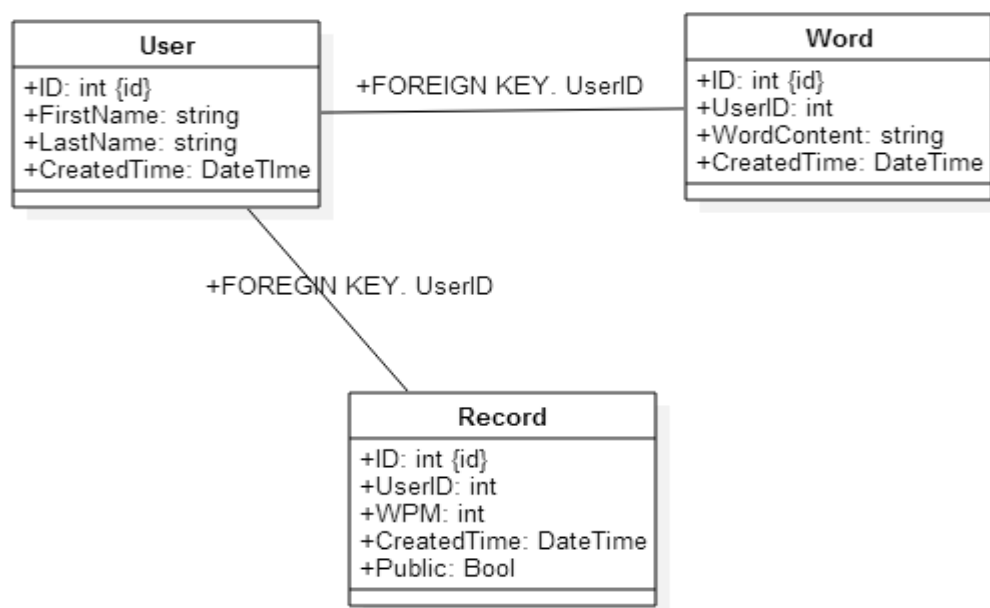 User
+ID: int {id}
+FirstName: string
+LastName: string
+CreatedTime: DateTIme
+FOREIGN KEY. UserID
Word
+ID: int {id}
+UserID: int
+WordContent: string
+CreatedTime: DateTime
+FOREGIN KEY. UserID
Record
+ID: int {id}
+UserID: int
+WPM: int
+CreatedTime: DateTime
+Public: Bool